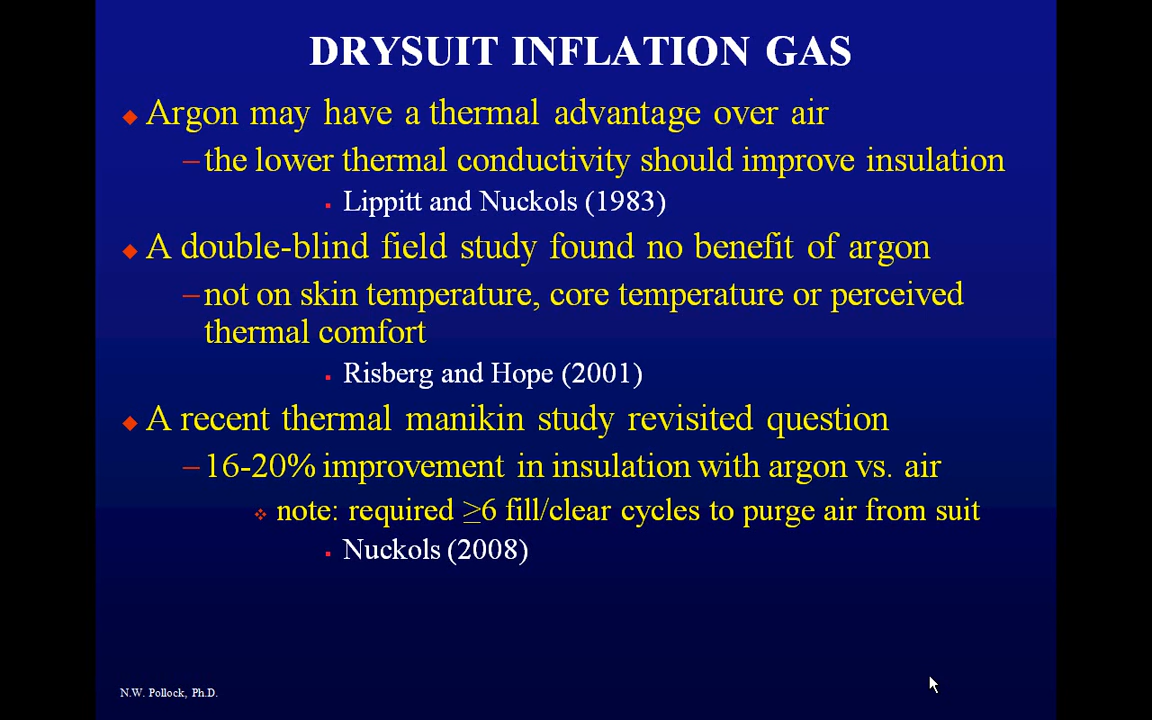 DRYSUIT INFLATION GAS
Argon may have a thermal advantage over air
–the lower thermal conductivity should improve insulation
Lippitt and Nuckols (1983)
A double-blind field study found no benefit of argon
–not on skin temperature, core temperature or perceived
thermal comfort
Risberg and Hope (2001)
A recent thermal manikin study revisited question
–16-20% improvement in insulation with argon vs. air
note: required ≥6 fill/clear cycles to purge air from suit
Nuckols (2008)
N.W. Pollock, Ph.D.